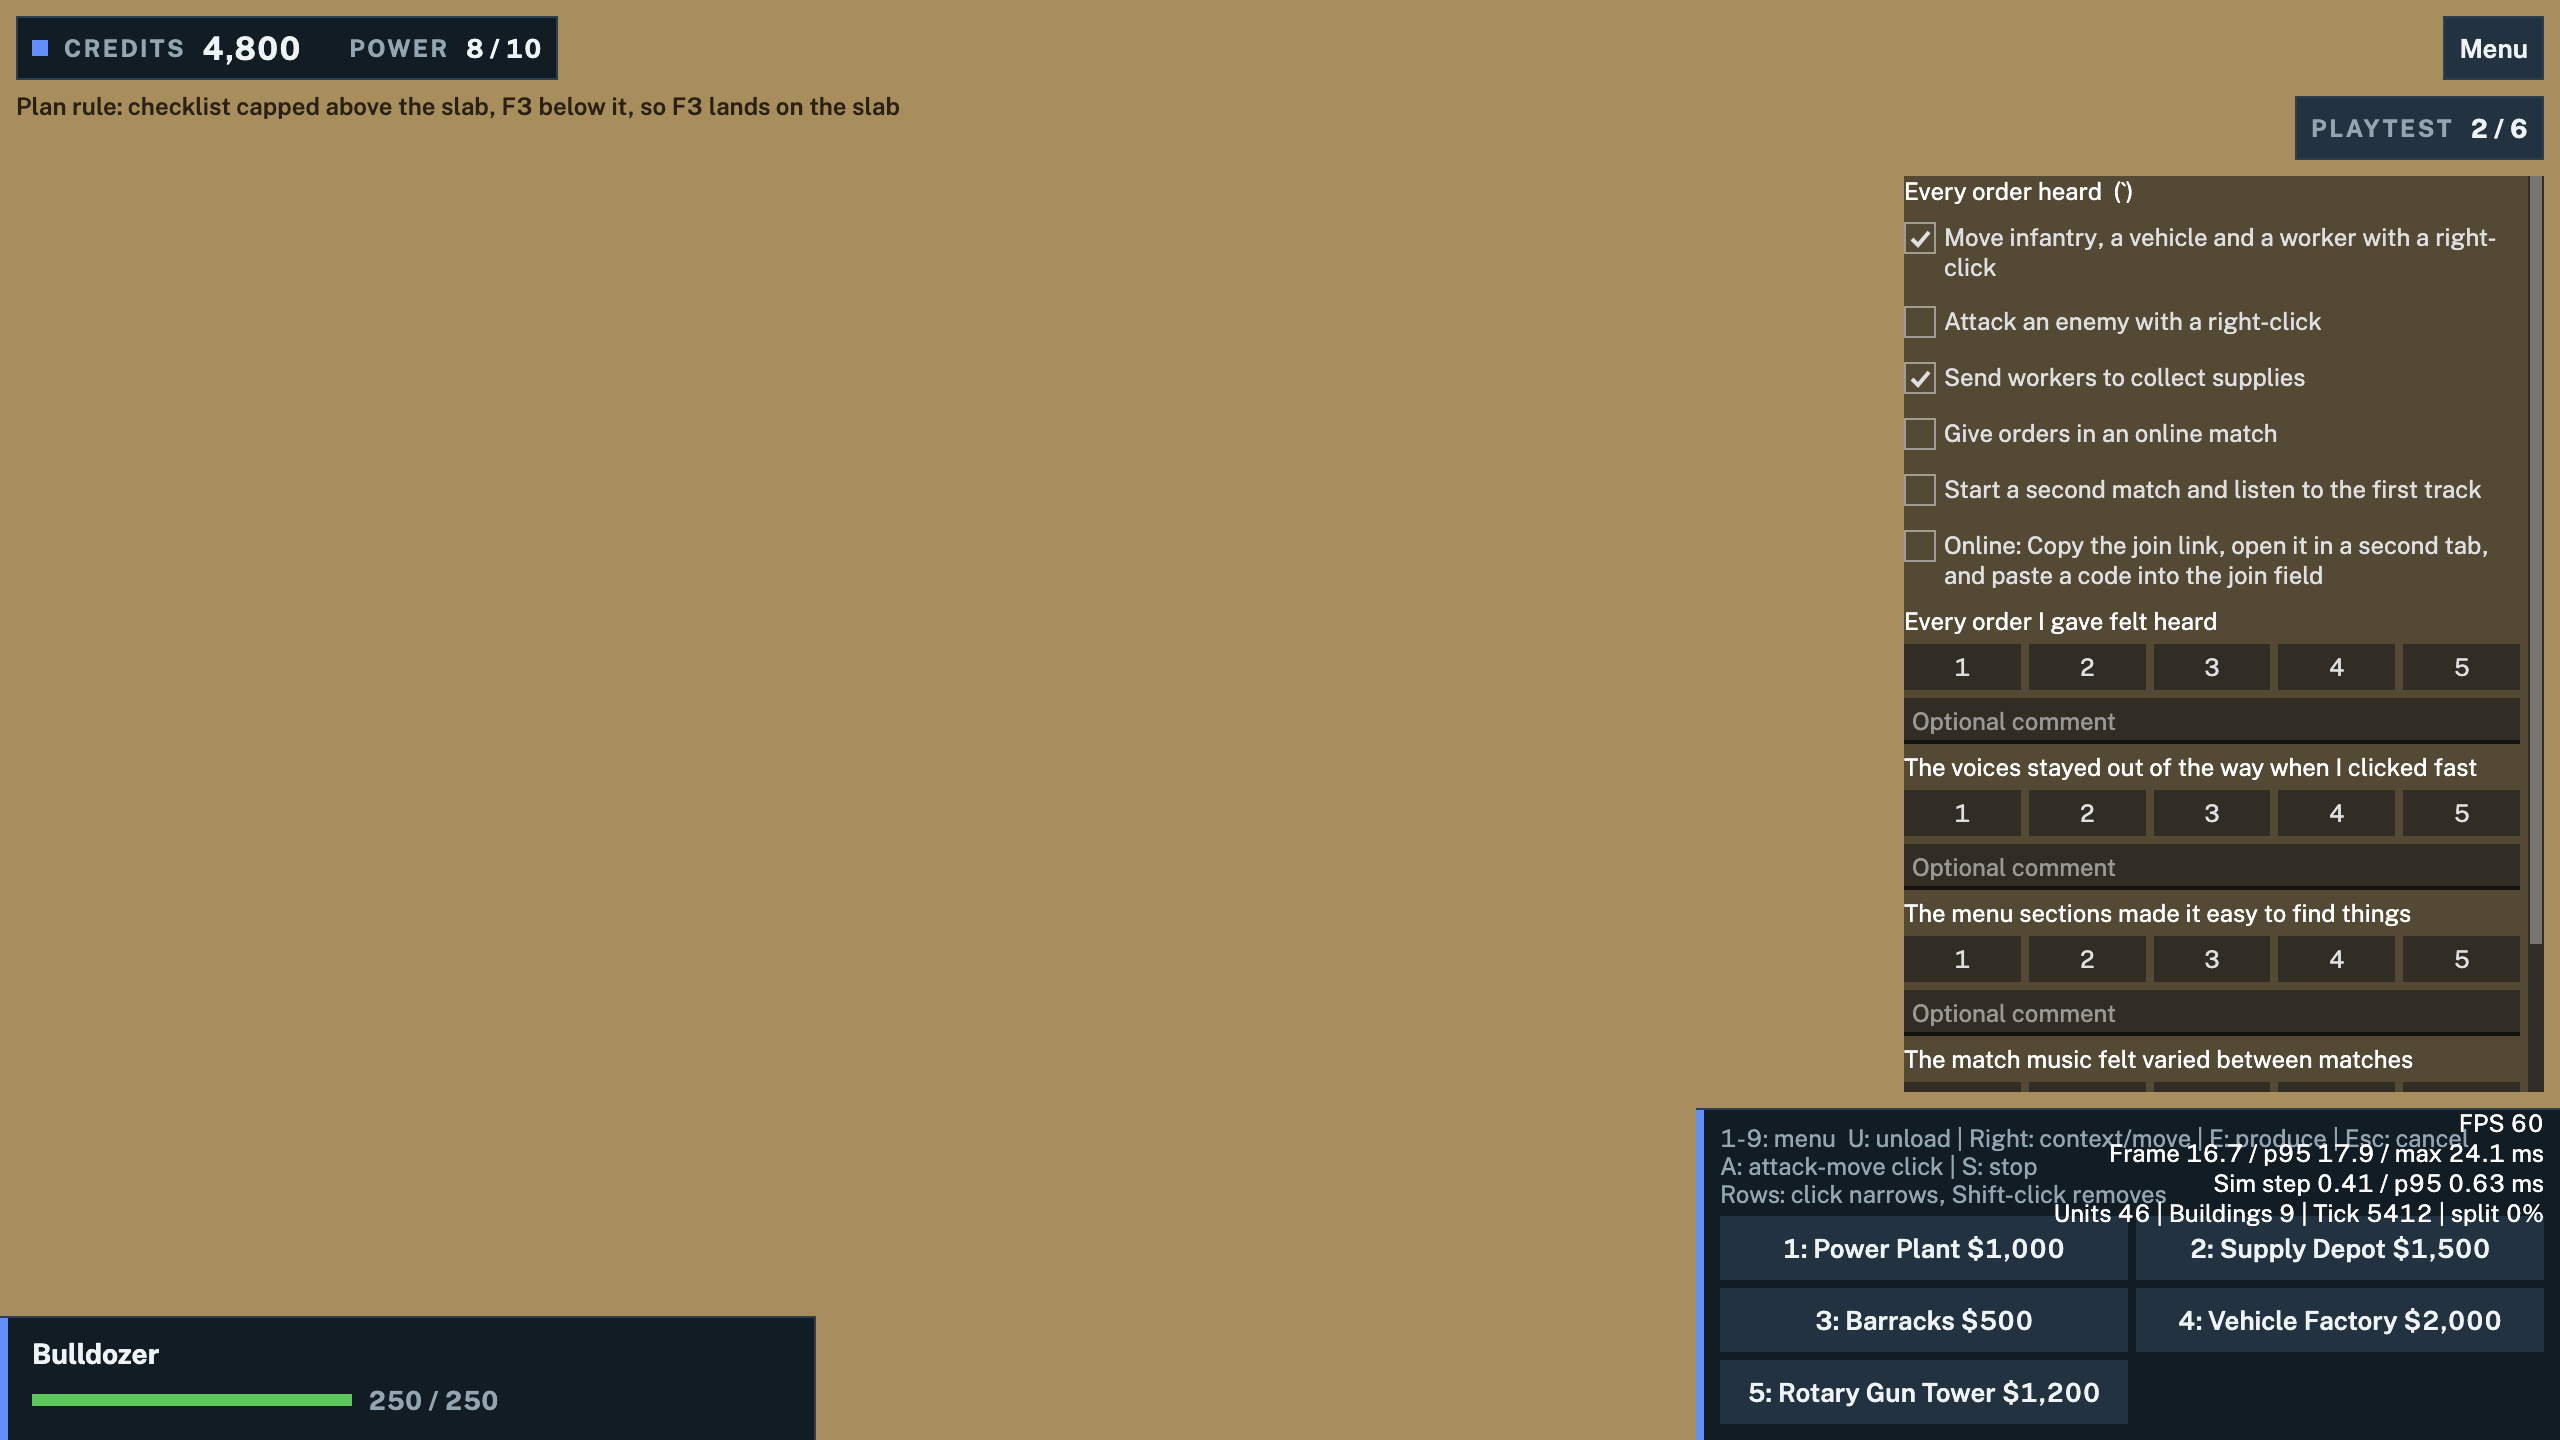 CREDITS 4,800 POWER 8 / 10
Menu
Plan rule: checklist capped above the slab, F3 below it, so F3 lands on the slab
PLAYTEST 2 / 6
Every order heard (`)
Move infantry, a vehicle and a worker with a right-
click
Attack an enemy with a right-click
Send workers to collect supplies
Give orders in an online match
Start a second match and listen to the first track
Online: Copy the join link, open it in a second tab,
and paste a code into the join field
Every order I gave felt heard
1 2 3 4 5
Optional comment
The voices stayed out of the way when I clicked fast
1 2 3 4 5
Optional comment
The menu sections made it easy to find things
1 2 3 4 5
Optional comment
The match music felt varied between matches
FPS 60
1-9: menu U: unload | Right: context/move | E: produce | Esc: cancel
Frame 16.7 / p95 17.9 / max 24.1 ms
A: attack-move click | S: stop
Sim step 0.41 / p95 0.63 ms
Rows: click narrows, Shift-click removes
Units 46 | Buildings 9 | Tick 5412 | split 0%
1: Power Plant $1,000
2: Supply Depot $1,500
3: Barracks $500
4: Vehicle Factory $2,000
5: Rotary Gun Tower $1,200
Bulldozer
250 / 250